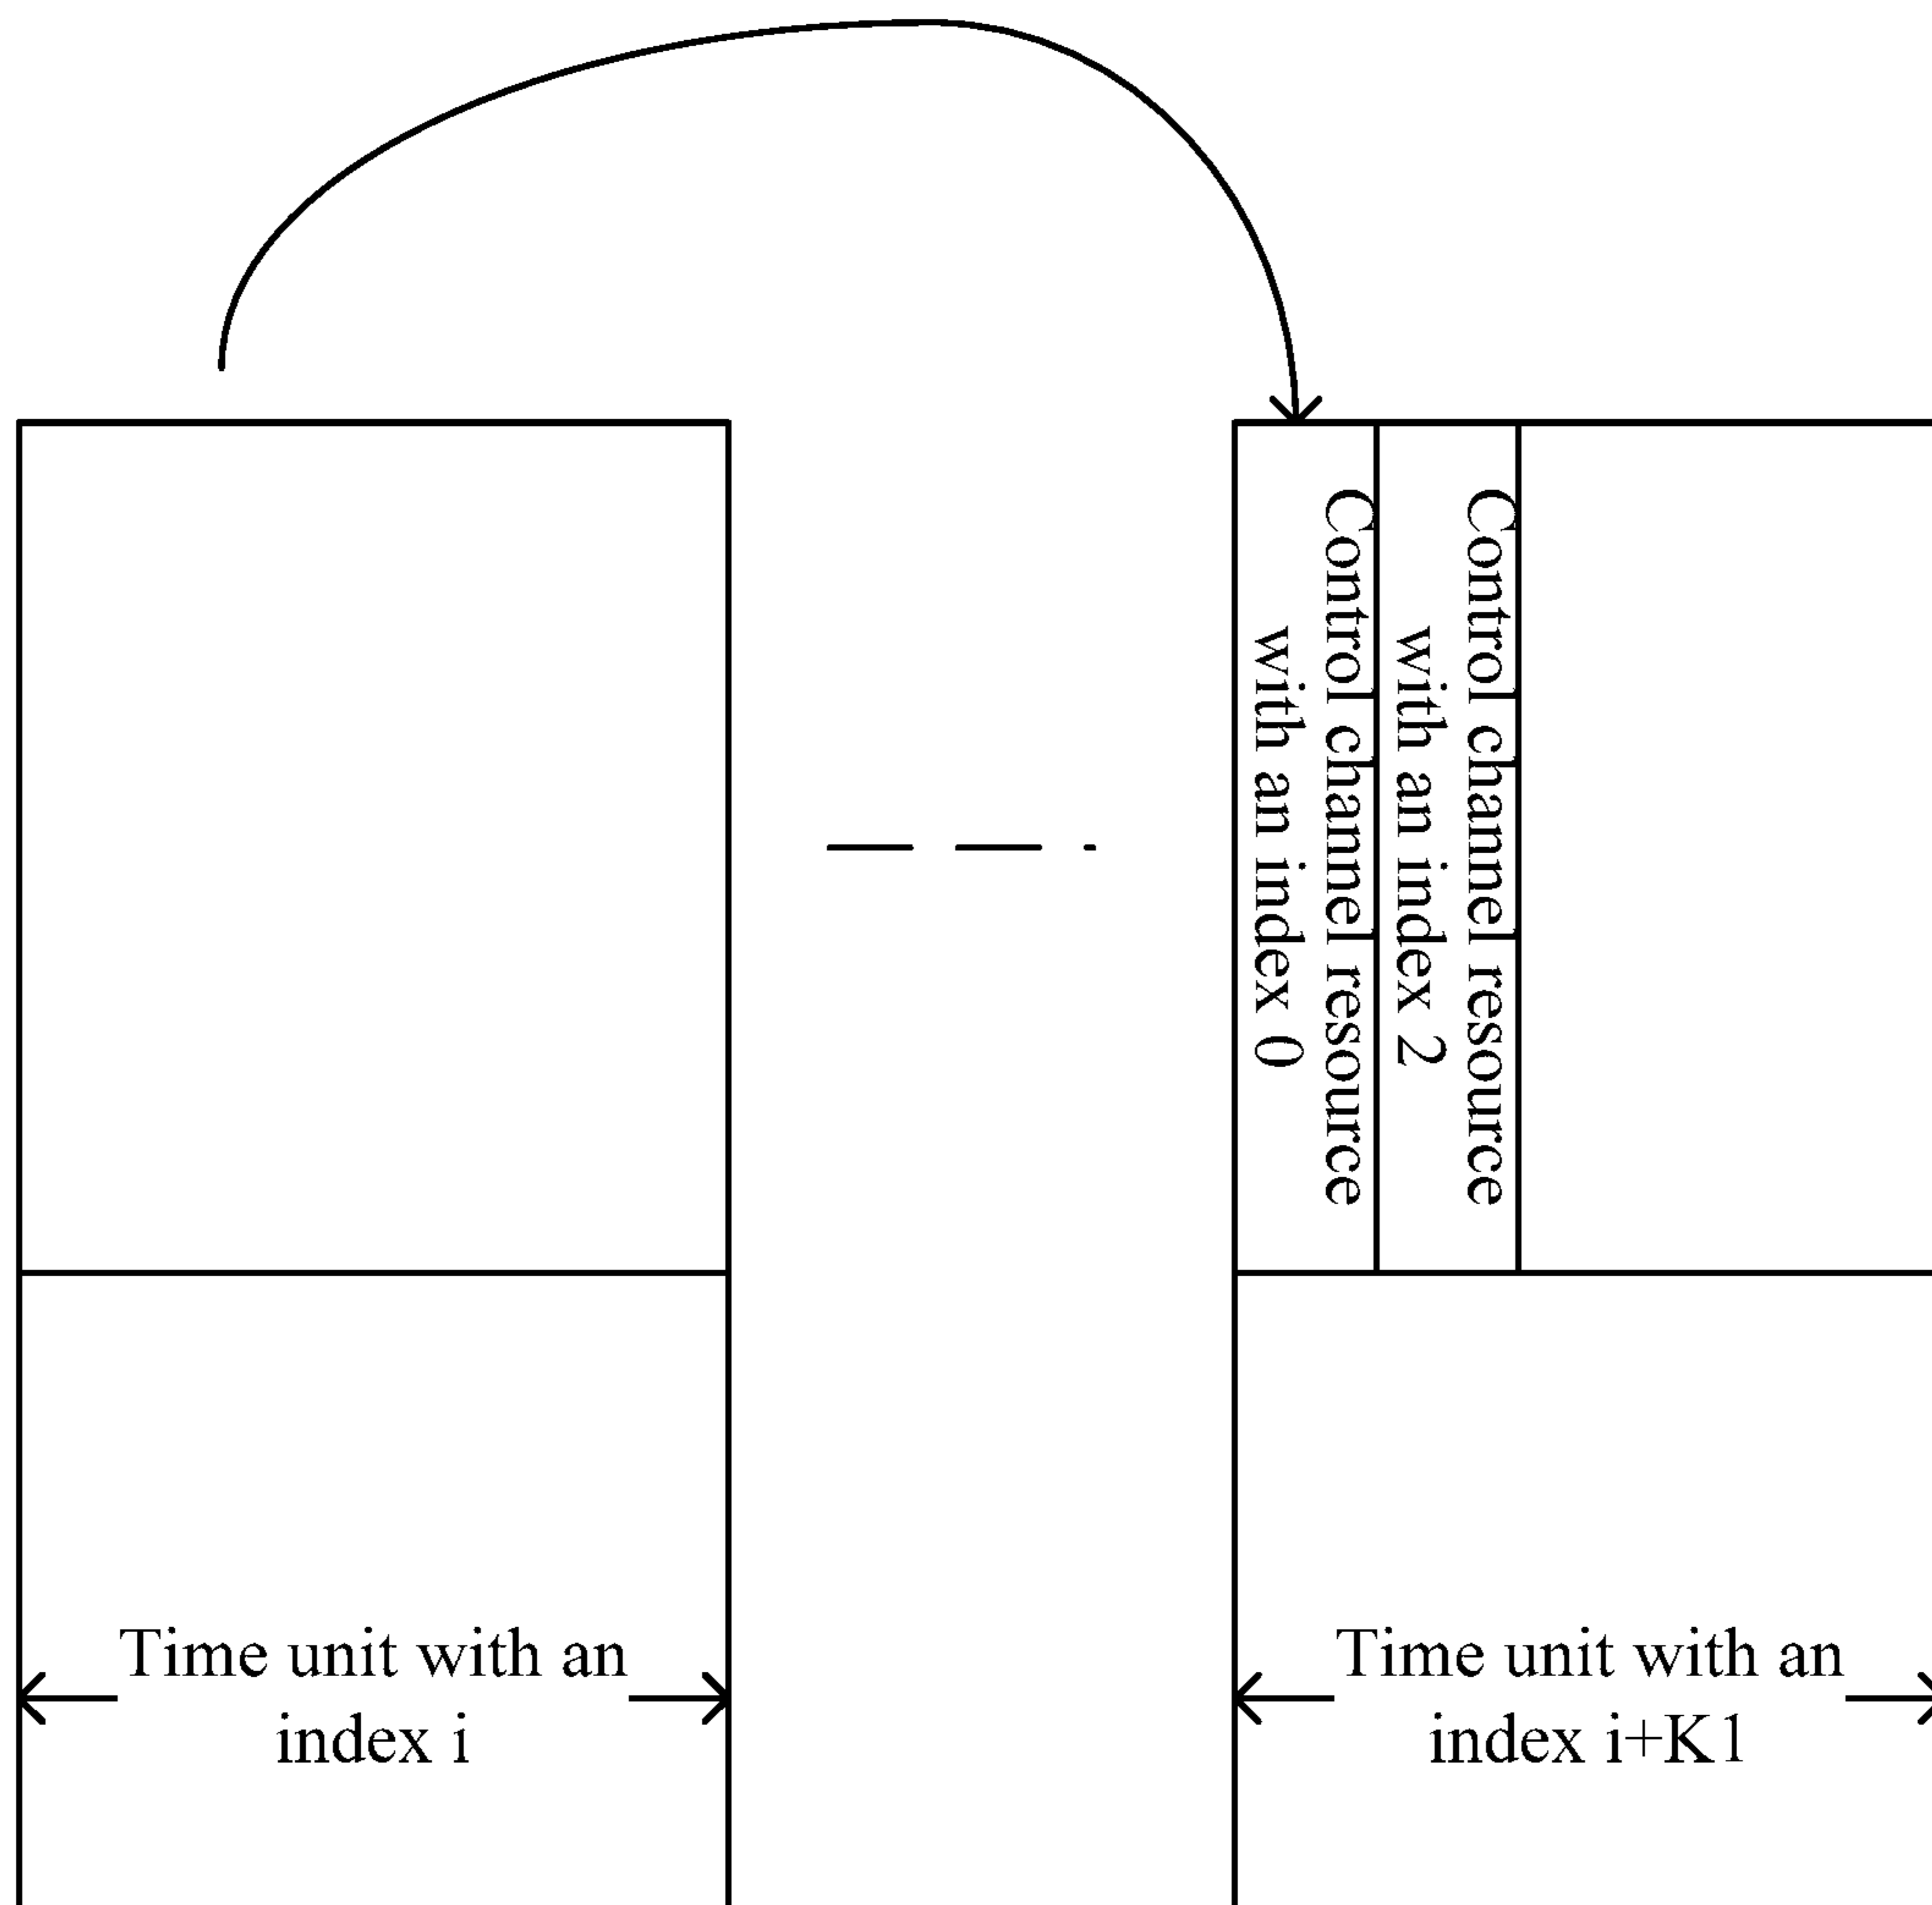 Control channel resource
with an index 0
Control channel resource
with an index 2
Time unit with an
index i
Time unit with an
index i+K1